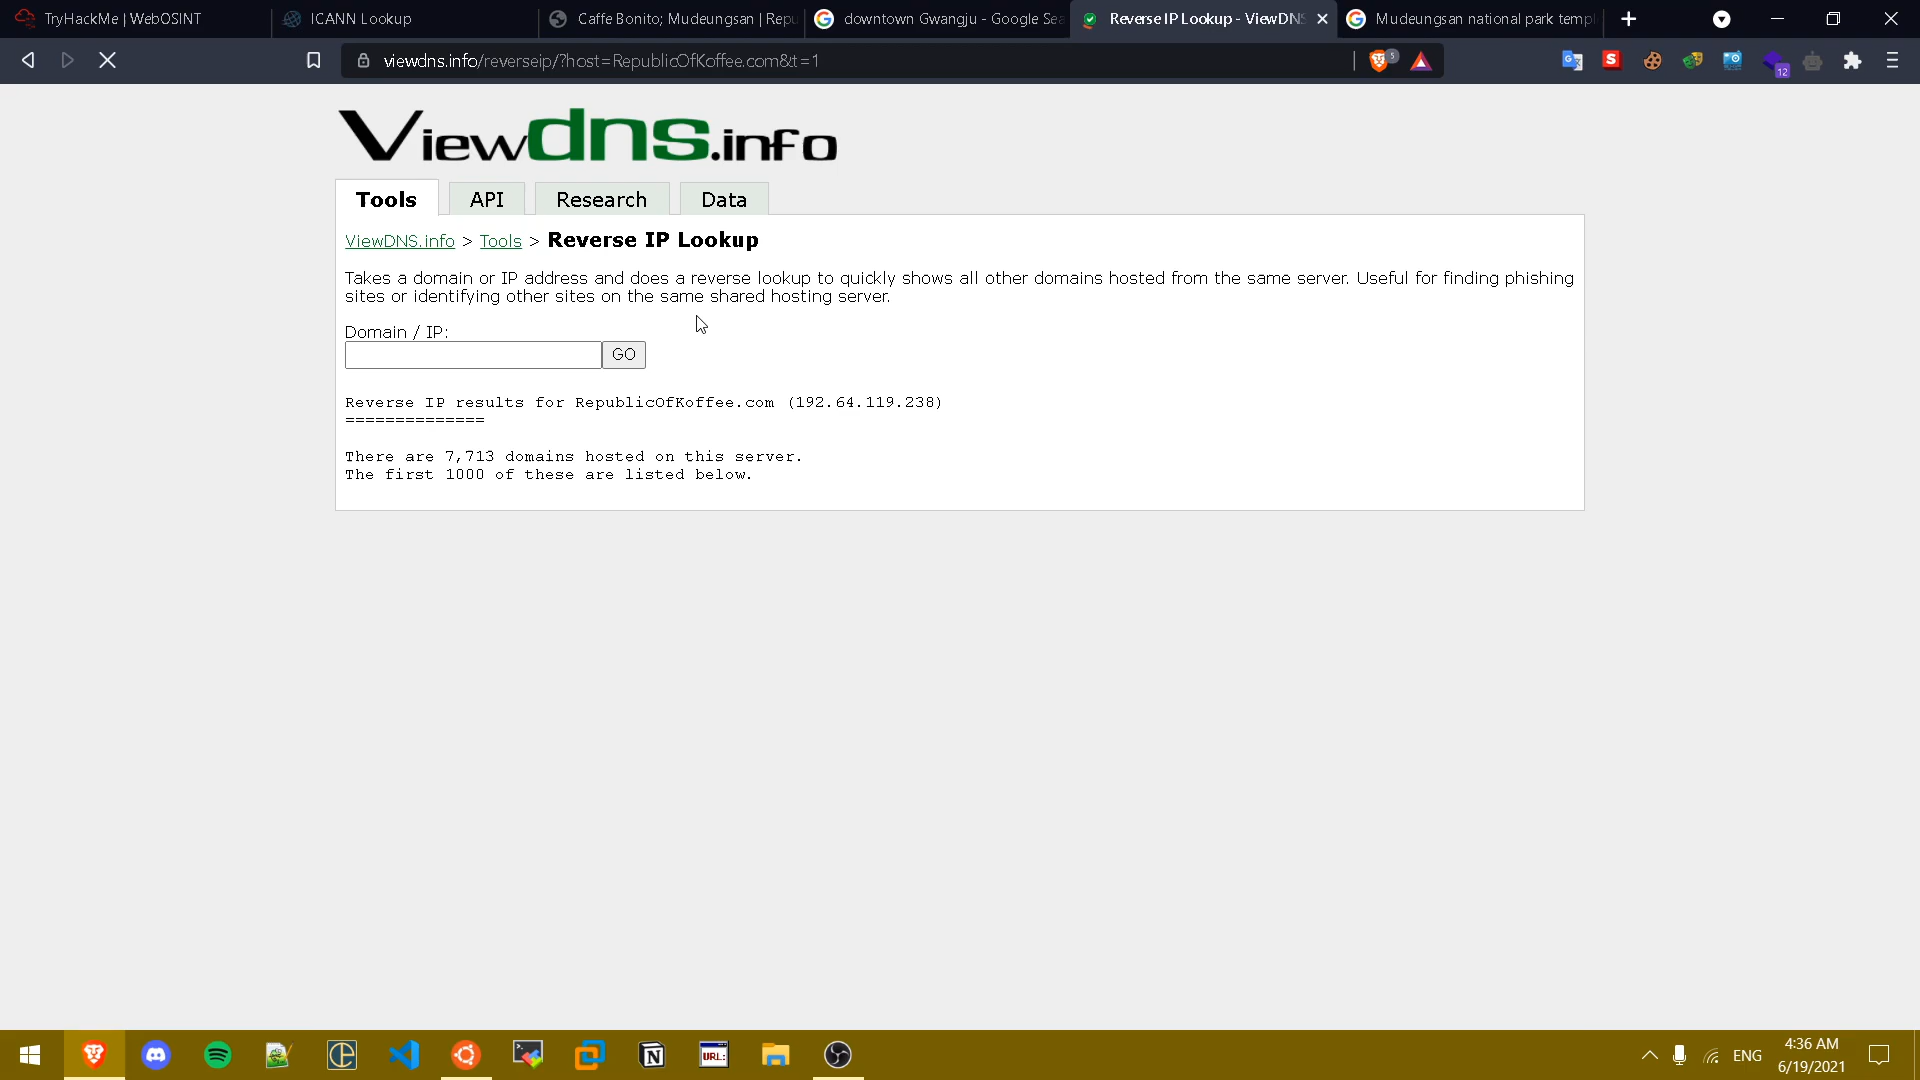 TryHackMe | WebOSINT
ICANN Lookup
Caffe Bonito; Mudeungsan | Repu
downtown Gwangju - Google Sea
Reverse IP Lookup - ViewDNS
Mudeungsan national park templ
viewdns.info/reverseip/?host=RepublicOfKoffee.com&t=1
5
12
Viewdns.info
Tools
API
Research
Data
ViewDNS.info > Tools > Reverse IP Lookup
Takes a domain or IP address and does a reverse lookup to quickly shows all other domains hosted from the same server. Useful for finding phishing
sites or identifying other sites on the same shared hosting server.
Domain / IP:
GO
Reverse IP results for RepublicOfKoffee.com (192.64.119.238)
==============
There are 7,713 domains hosted on this server.
The first 1000 of these are listed below.
URL:
ENG
4:36 AM
6/19/2021